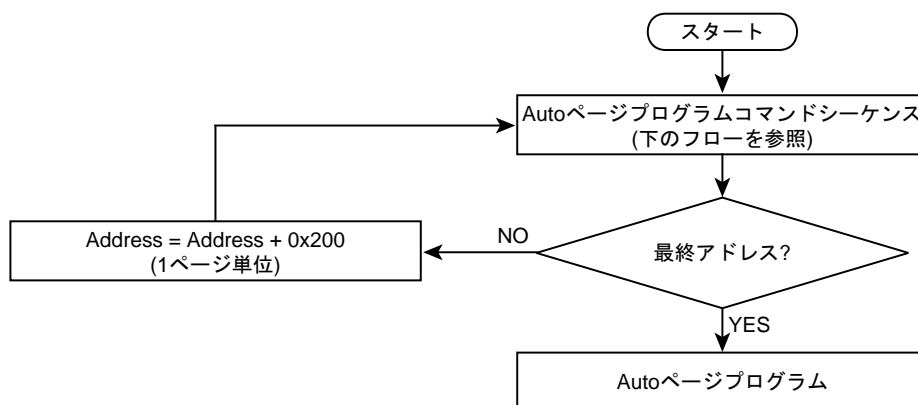 スタート
Autoページプログラムコマンドシーケンス
(下のフローを参照)
Address = Address + 0x200
(1ページ単位)
NO
最終アドレス?
YES
Autoページプログラム